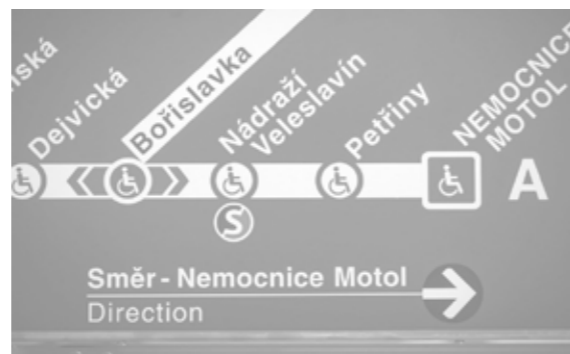 Dejvická
Bořislavka
Nádraží
Veleslavín
Petřiny
NEMOCNICE
MOTOL
S
A
Směr - Nemocnice Motol
Direction